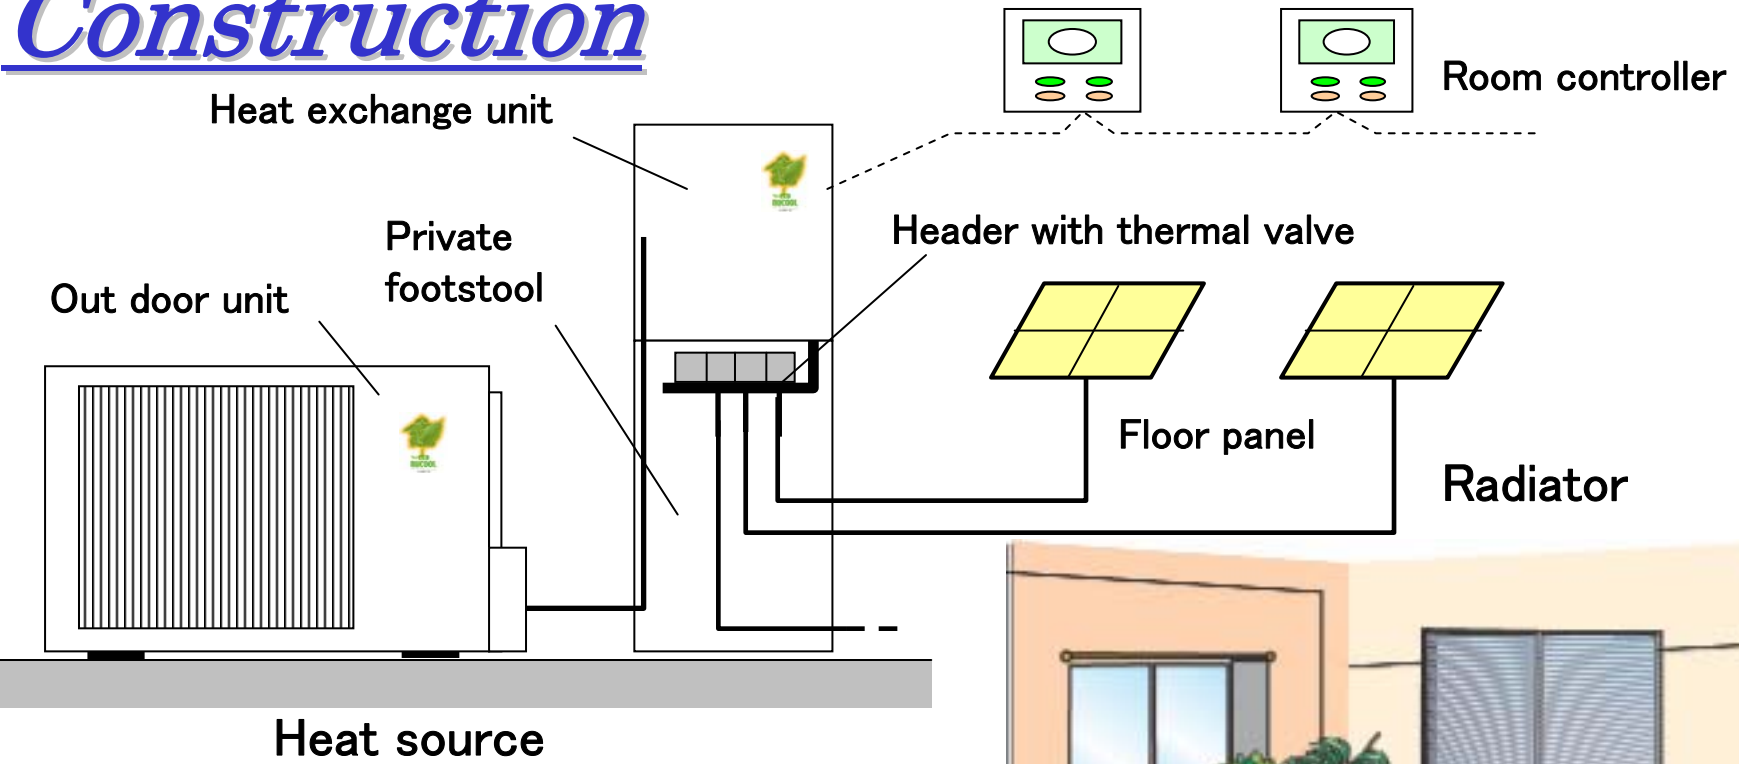 Construction
Room controller
Heat exchange unit
Header with thermal valve
Private
footstool
Out door unit
Floor panel
Radiator
Heat source